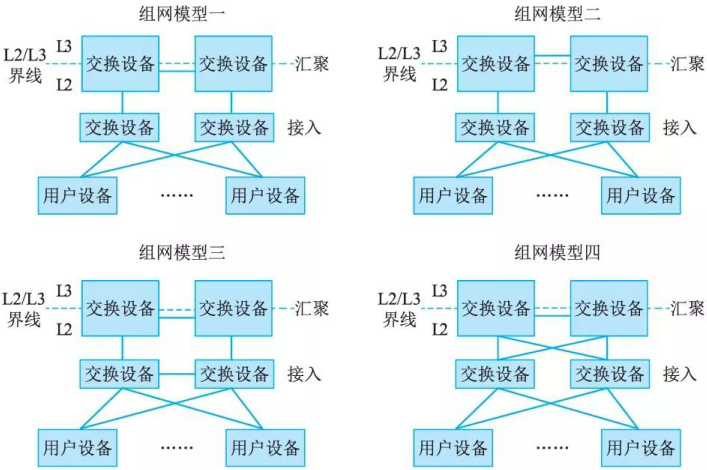 组网模型一
L2/L3 界线
L3
L2
交换设备 交换设备 汇聚
交换设备 交换设备 接入
用户设备 …… 用户设备
组网模型二
L2/L3 界线
L3
L2
交换设备 交换设备 汇聚
交换设备 交换设备 接入
用户设备 …… 用户设备
组网模型三
L2/L3 界线
L3
L2
交换设备 交换设备 汇聚
交换设备 交换设备 接入
用户设备 …… 用户设备
组网模型四
L2/L3 界线
L3
L2
交换设备 交换设备 汇聚
交换设备 交换设备 接入
用户设备 …… 用户设备